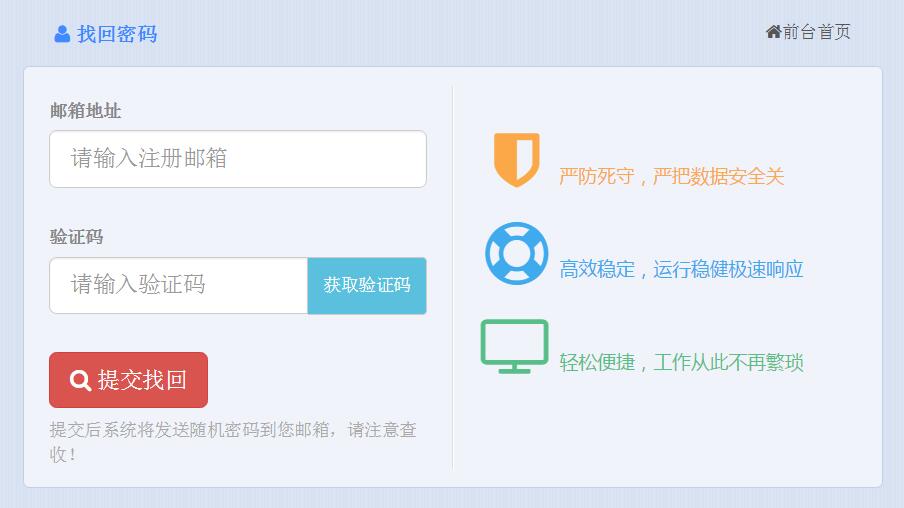 找回密码
前台首页
邮箱地址
请输入注册邮箱
验证码
请输入验证码
获取验证码
提交找回
提交后系统将发送随机密码到您邮箱，请注意查
收！
严防死守，严把数据安全关
高效稳定，运行稳健极速响应
轻松便捷，工作从此不再繁琐